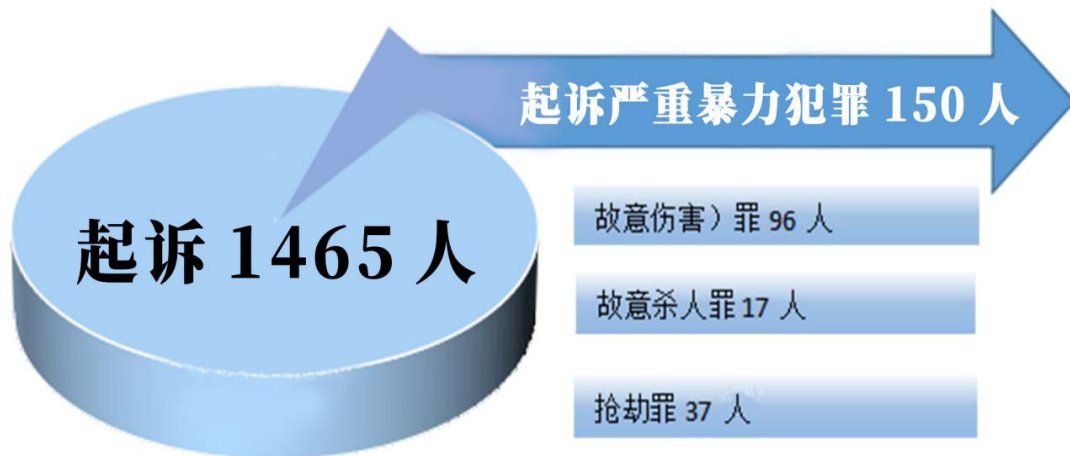 起诉严重暴力犯罪 150 人
起诉 1465 人
故意伤害）罪 96 人
故意杀人罪 17 人
抢劫罪 37 人